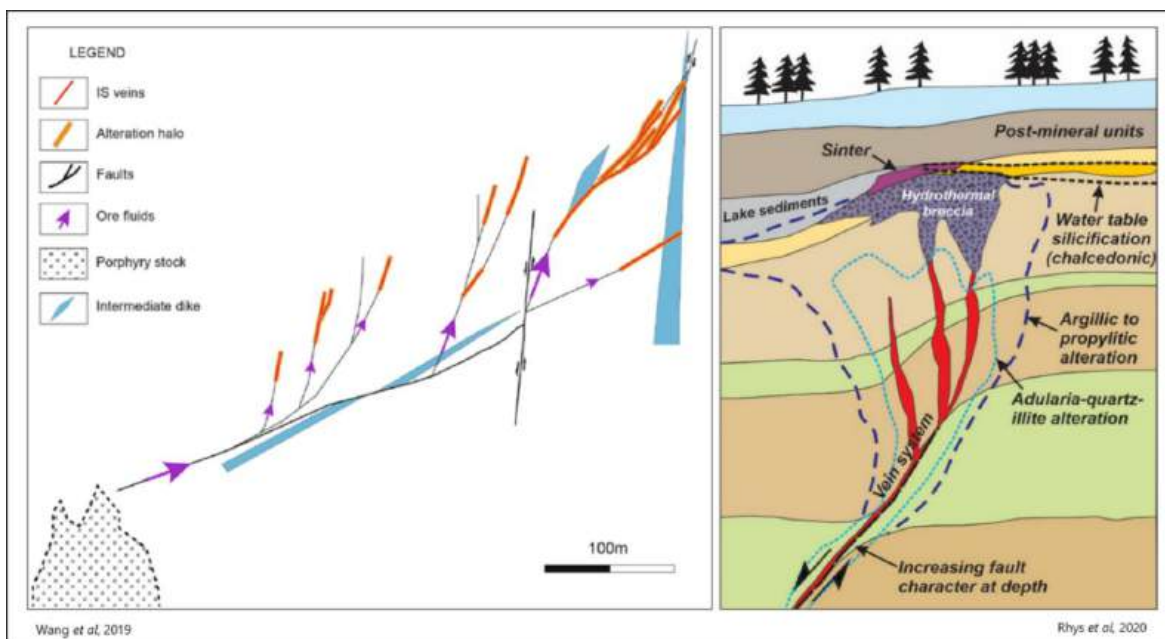 LEGEND
IS veins
Alteration halo
Faults
Ore fluids
Porphyry stock
Intermediate dike
100m
Wang et al, 2019
Post-mineral units
Sinter
Lake sediments
Hydrothermal
breccia
Water table
silicification
(chalcedonic)
Argillic to
propylitic
alteration
Adularia-quartz-
illite alteration
Vein system
Increasing fault
character at depth
Rhys et al, 2020